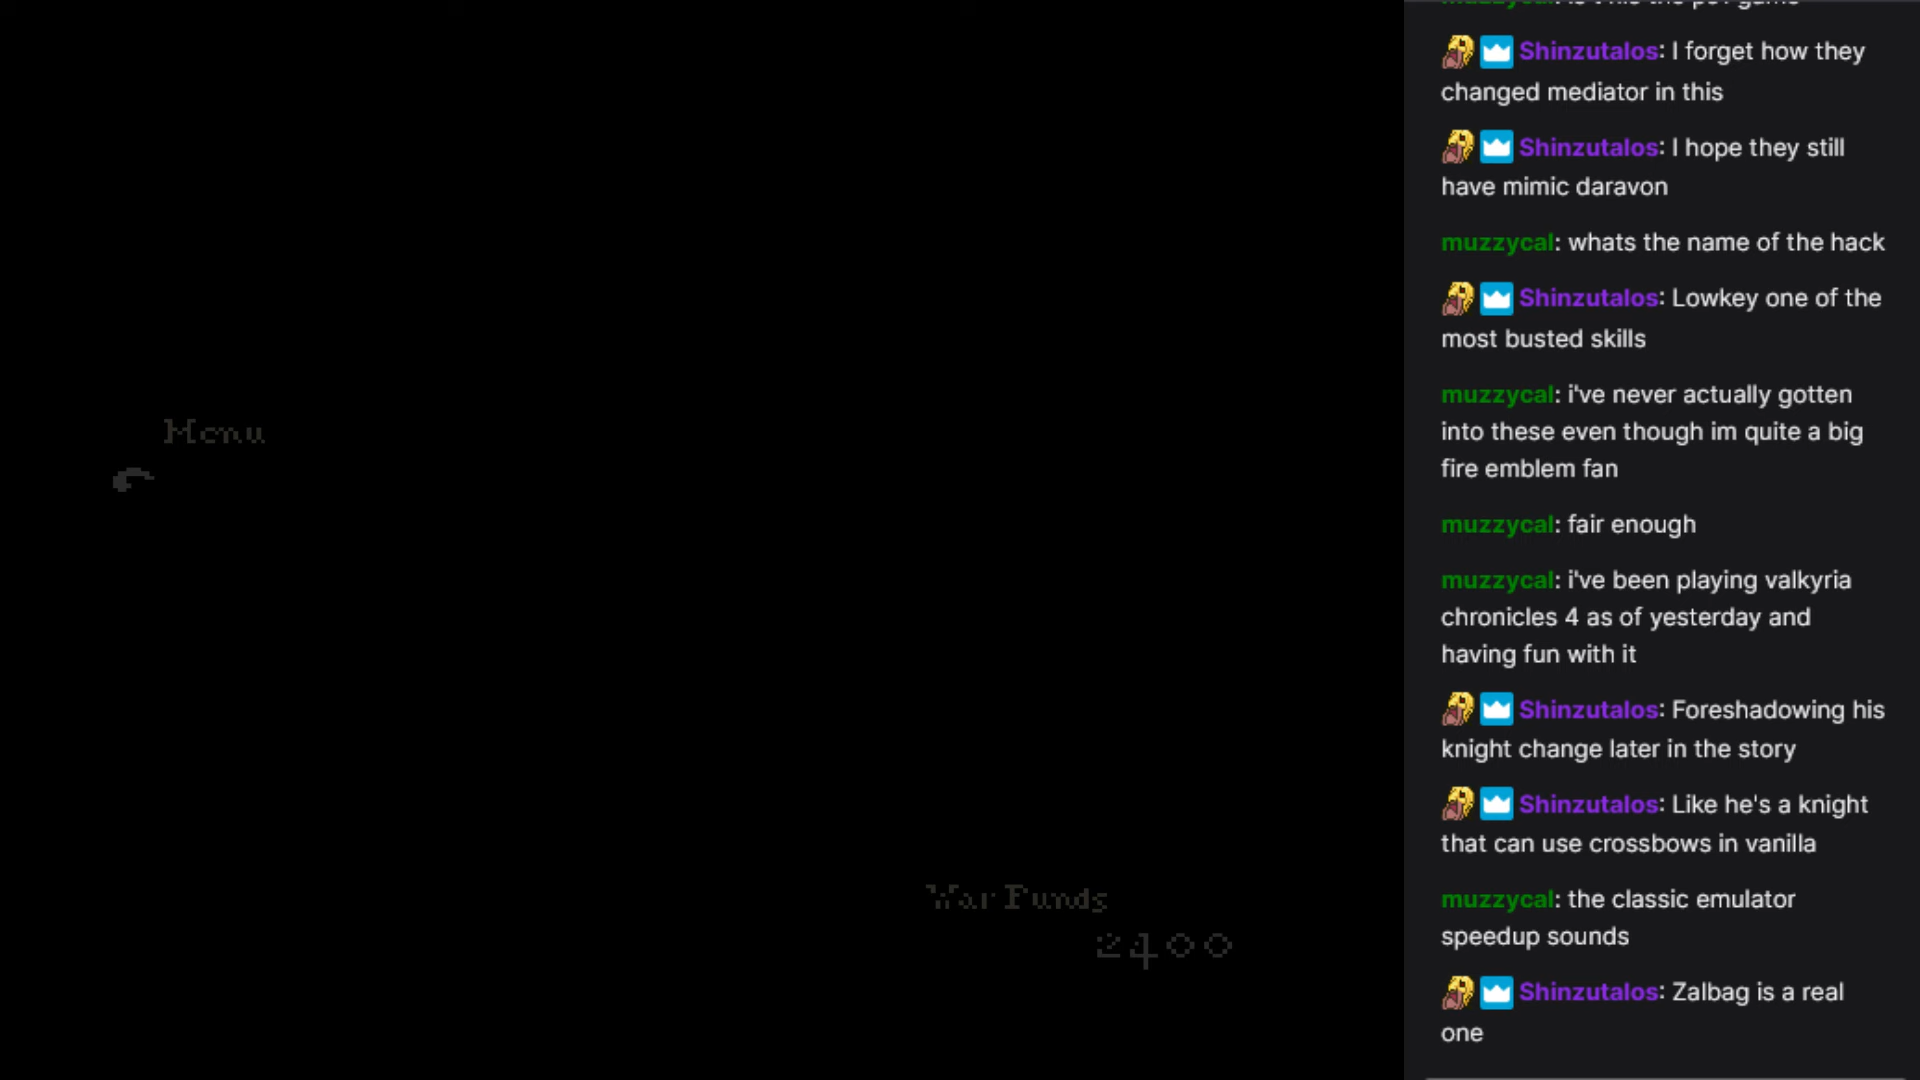 Menu
War Funds
2400
Shinzutalos: I forget how they
changed mediator in this
Shinzutalos: I hope they still
have mimic daravon
muzzycal: whats the name of the hack
Shinzutalos: Lowkey one of the
most busted skills
muzzycal: i've never actually gotten
into these even though im quite a big
fire emblem fan
muzzycal: fair enough
muzzycal: i've been playing valkyria
chronicles 4 as of yesterday and
having fun with it
Shinzutalos: Foreshadowing his
knight change later in the story
Shinzutalos: Like he's a knight
that can use crossbows in vanilla
muzzycal: the classic emulator
speedup sounds
Shinzutalos: Zalbag is a real
one